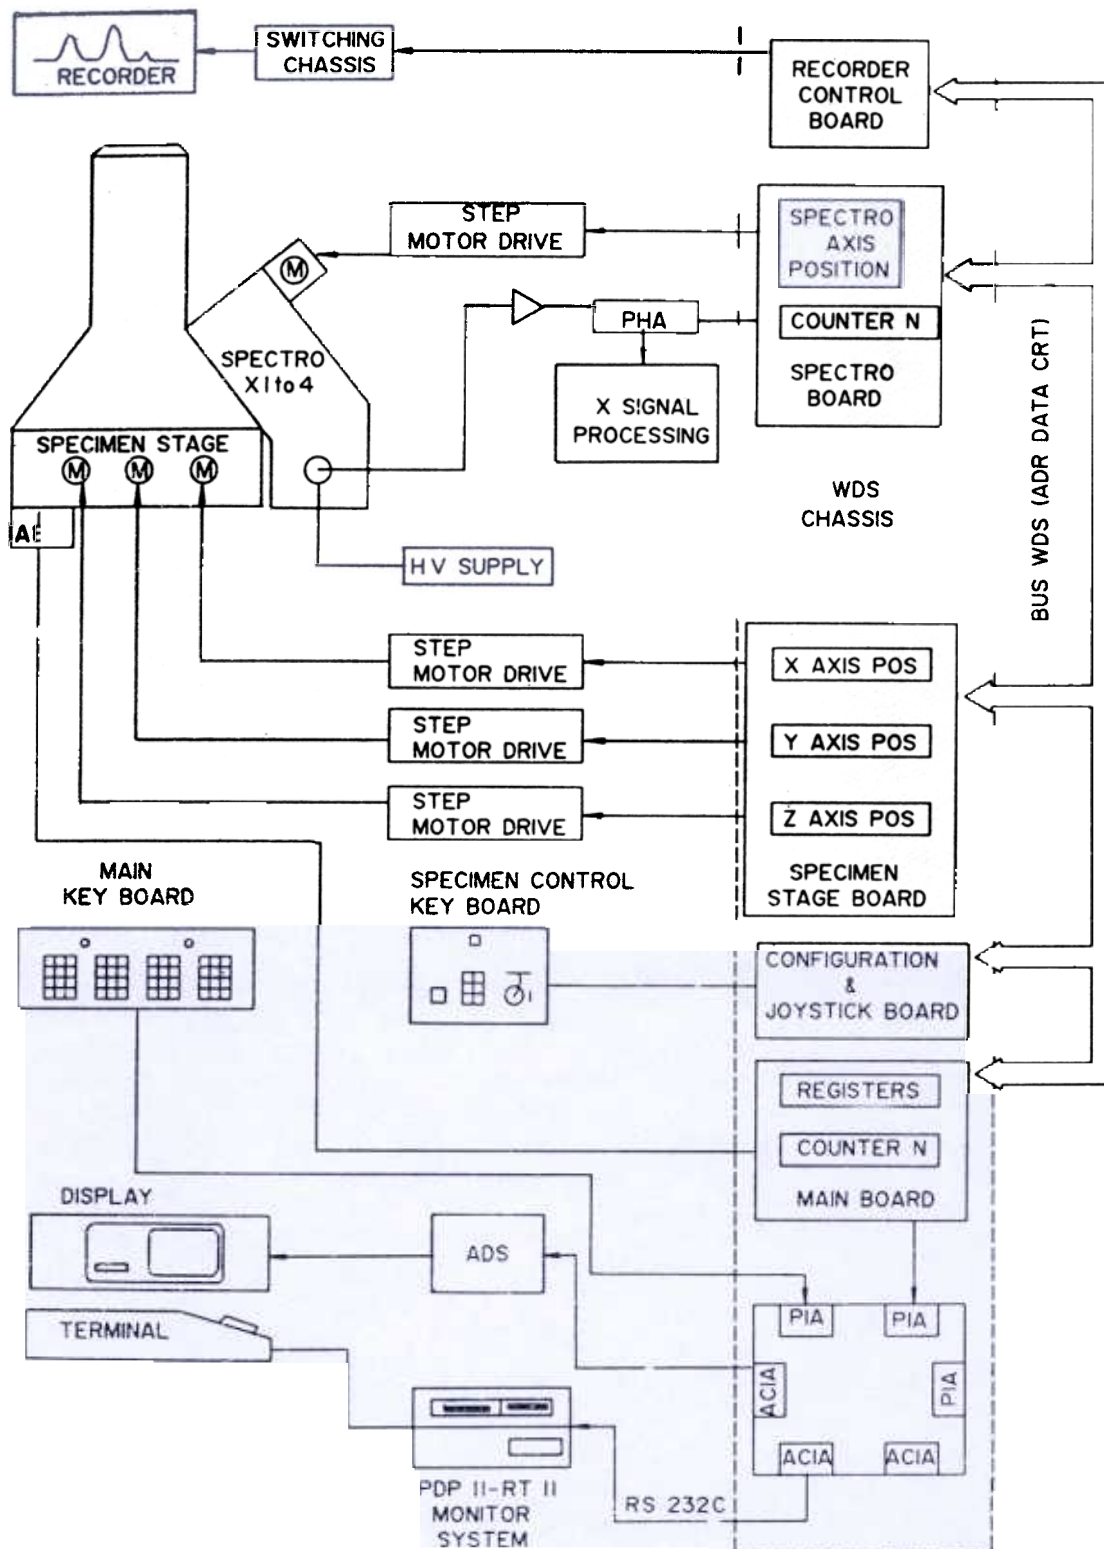 RECORDER
SWITCHING
CHASSIS
RECORDER
CONTROL
BOARD
STEP
MOTOR DRIVE
SPECTRO
AXIS
POSITION
M
PHA
COUNTER N
SPECTRO
X1 to 4
SPECTRO
BOARD
X SIGNAL
PROCESSING
SPECIMEN STAGE
M
M
M
WDS
CHASSIS
BUS WDS (ADR DATA CRT)
HV SUPPLY
STEP
MOTOR DRIVE
X AXIS POS
STEP
MOTOR DRIVE
Y AXIS POS
STEP
MOTOR DRIVE
Z AXIS POS
MAIN
KEY BOARD
SPECIMEN CONTROL
KEY BOARD
SPECIMEN
STAGE BOARD
CONFIGURATION
&
JOYSTICK BOARD
REGISTERS
COUNTER N
MAIN BOARD
DISPLAY
ADS
TERMINAL
PIA
PIA
ACIA
PIA
ACIA
ACIA
PDP 11-RT 11
MONITOR
SYSTEM
RS 232C